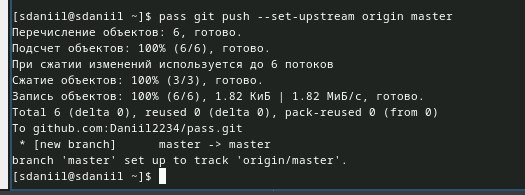 [sdaniil@sdaniil ~]$ pass git push --set-upstream origin master
Перечисление объектов: 6, готово.
Подсчет объектов: 100% (6/6), готово.
При сжатии изменений используется до 6 потоков
Сжатие объектов: 100% (3/3), готово.
Запись объектов: 100% (6/6), 1.82 КиБ | 1.82 МиБ/с, готово.
Total 6 (delta 0), reused 0 (delta 0), pack-reused 0 (from 0)
To github.com:Daniil2234/pass.git
 * [new branch]      master -> master
branch 'master' set up to track 'origin/master'.
[sdaniil@sdaniil ~]$